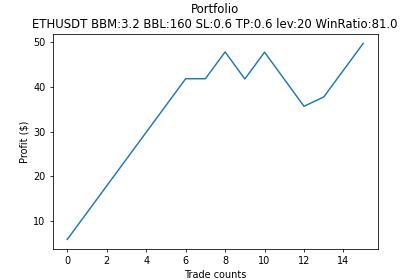 Portfolio
ETHUSDT BBM:3.2 BBL:160 SL:0.6 TP:0.6 lev:20 WinRatio:81.0
50
40
30
20
10
Profit ($)
0 2 4 6 8 10 12 14
Trade counts